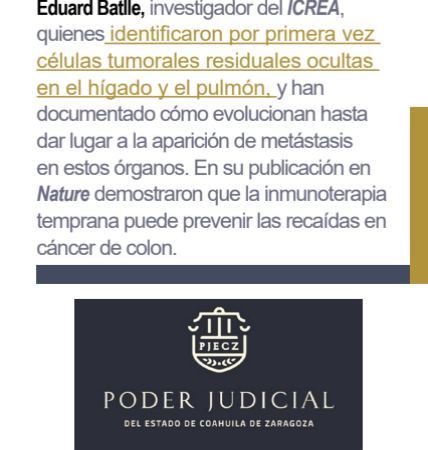 Eduard Batlle, investigador del ICREA,
quienes identificaron por primera vez
células tumorales residuales ocultas
en el hígado y el pulmón, y han
documentado cómo evolucionan hasta
dar lugar a la aparición de metástasis
en estos órganos. En su publicación en
Nature demostraron que la inmunoterapia
temprana puede prevenir las recaídas en
cáncer de colon.
PJECZ
PODER JUDICIAL
DEL ESTADO DE COAHUILA DE ZARAGOZA